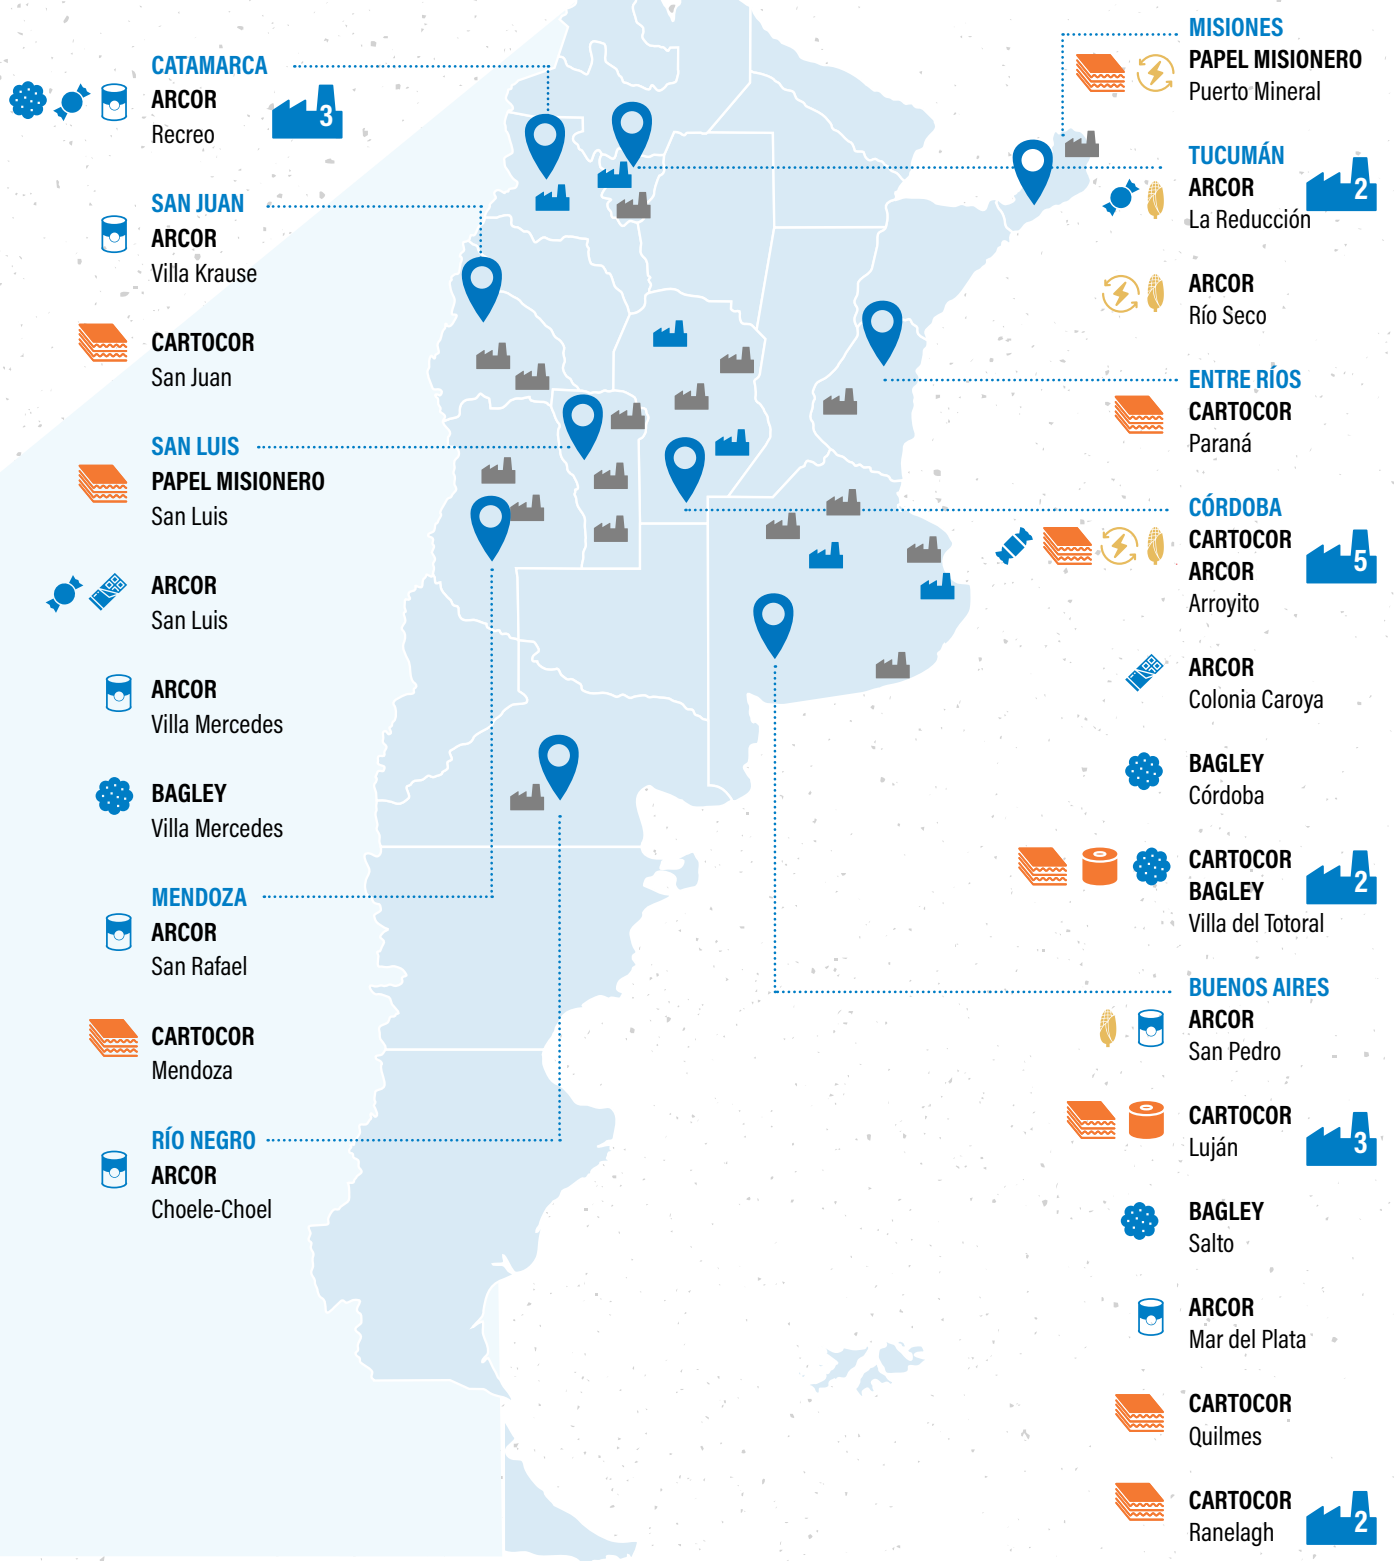 CATAMARCA
ARCOR
Recreo
3
SAN JUAN
ARCOR
Villa Krause
CARTOCOR
San Juan
SAN LUIS
PAPEL MISIONERO
San Luis
ARCOR
San Luis
ARCOR
Villa Mercedes
BAGLEY
Villa Mercedes
MENDOZA
ARCOR
San Rafael
CARTOCOR
Mendoza
RÍO NEGRO
ARCOR
Choele-Choel
MISIONES
PAPEL MISIONERO
Puerto Mineral
TUCUMÁN
ARCOR
La Reducción
2
ARCOR
Río Seco
ENTRE RÍOS
CARTOCOR
Paraná
CÓRDOBA
CARTOCOR
ARCOR
Arroyito
5
ARCOR
Colonia Caroya
BAGLEY
Córdoba
CARTOCOR
BAGLEY
Villa del Totoral
2
BUENOS AIRES
ARCOR
San Pedro
CARTOCOR
Luján
3
BAGLEY
Salto
ARCOR
Mar del Plata
CARTOCOR
Quilmes
CARTOCOR
Ranelagh
2